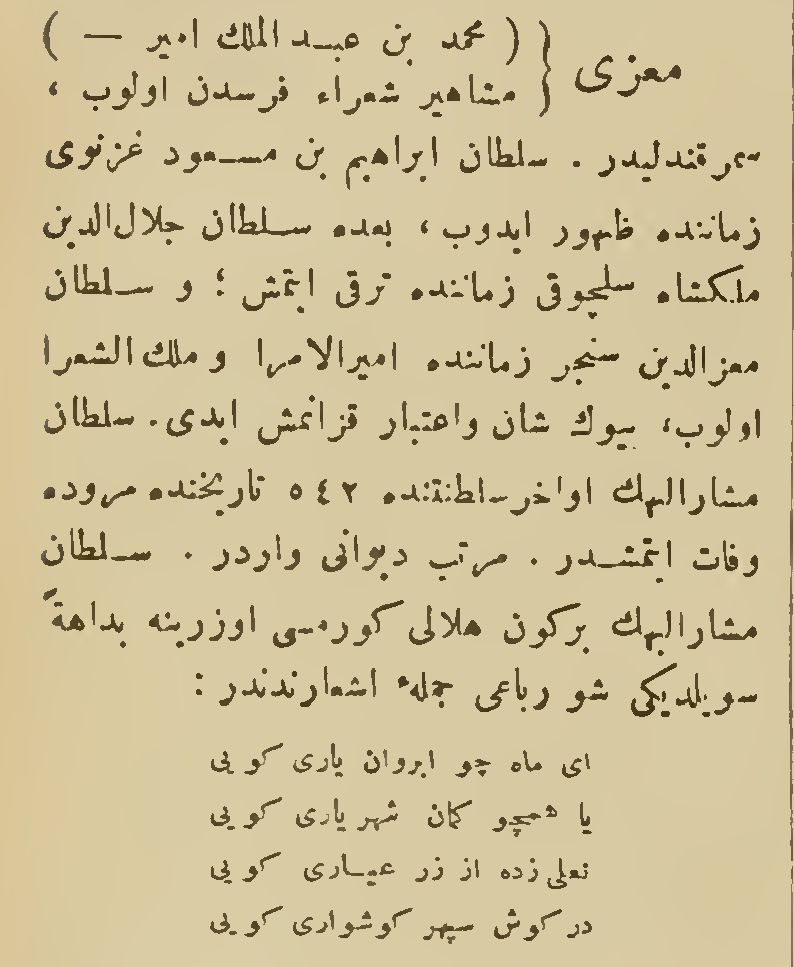 معزی { ( محمد بن عبد الملك امیر — )
مشاهیر شعراء فرسدن اولوب ،
سمرقندلیدر . سلطان ابراهیم بن مسعود غزنوی
زماننده ظهور ایدوب ، بعده سلطان جلال‌الدین
ملکشاه سلجوقی زماننده ترقی ایتمش ؛ و سلطان
معزالدین سنجر زماننده امیرالامرا و ملك‌الشعرا
اولوب، بیوك شان واعتبار قزانمش ایدی. سلطان
مشارالیهك اواخر سلطنتنده ٥٤٢ تاریخنده مروده
وفات ایتمشدر . مرتب دیوانی واردر . سلطان
مشارالیهك برکون هلالی کورمسی اوزرینه بداهةً
سویلدیکی شو رباعی جملهٔ اشعارندندر :
ای ماه چو ابروان یاری کویی
یا همچو کمان شهریاری کویی
نعلی زده از زر عیاری کویی
در کوش سپهر کوشواری کویی